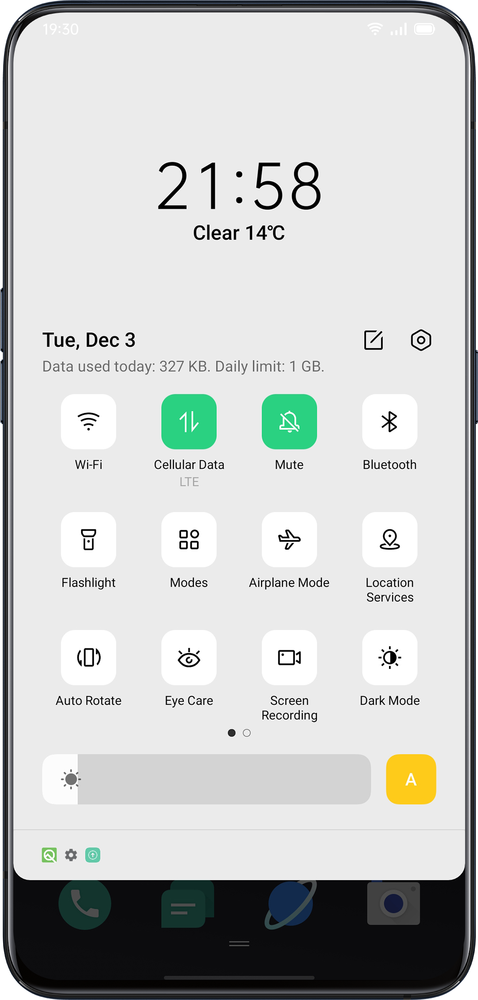 19:30
21:58
Clear 14℃
Tue, Dec 3
Data used today: 327 KB. Daily limit: 1 GB.
Wi-Fi
Cellular Data
LTE
Mute
Bluetooth
Flashlight
Modes
Airplane Mode
Location
Services
Auto Rotate
Eye Care
Screen
Recording
Dark Mode
A